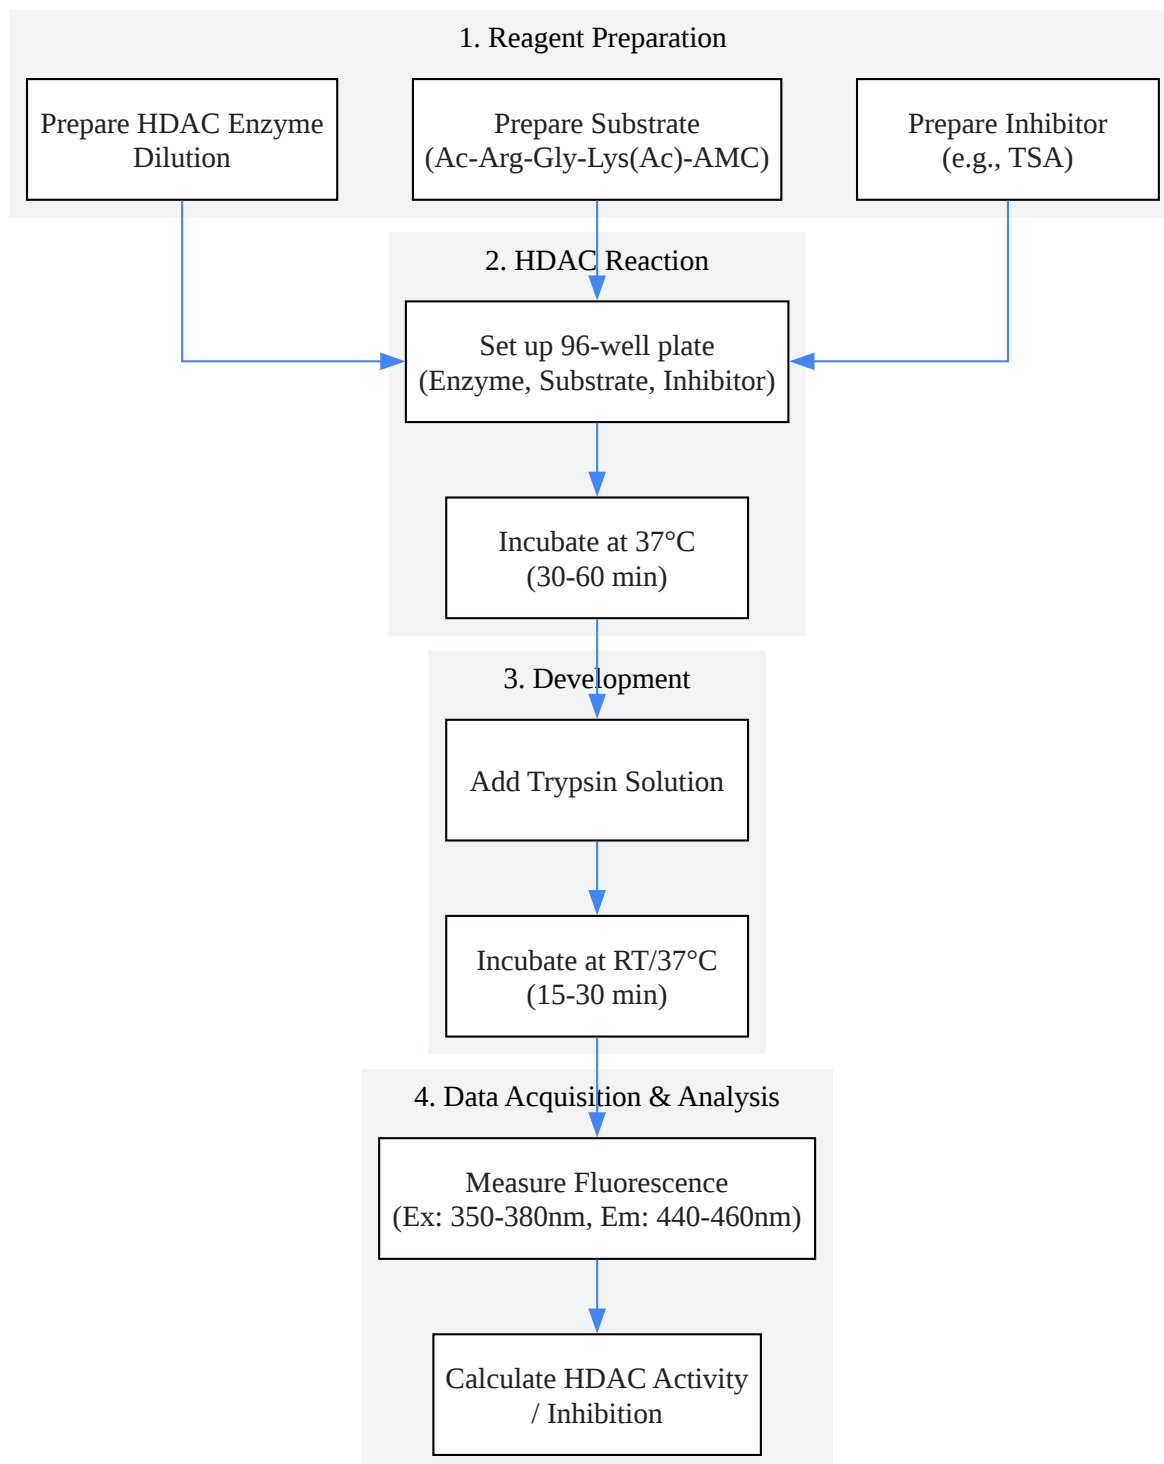 1. Reagent Preparation
Prepare HDAC Enzyme
Dilution
Prepare Substrate
(Ac-Arg-Gly-Lys(Ac)-AMC)
Prepare Inhibitor
(e.g., TSA)
2. HDAC Reaction
Set up 96-well plate
(Enzyme, Substrate, Inhibitor)
Incubate at 37°C
(30-60 min)
3. Development
Add Trypsin Solution
Incubate at RT/37°C
(15-30 min)
4. Data Acquisition & Analysis
Measure Fluorescence
(Ex: 350-380nm, Em: 440-460nm)
Calculate HDAC Activity
/ Inhibition